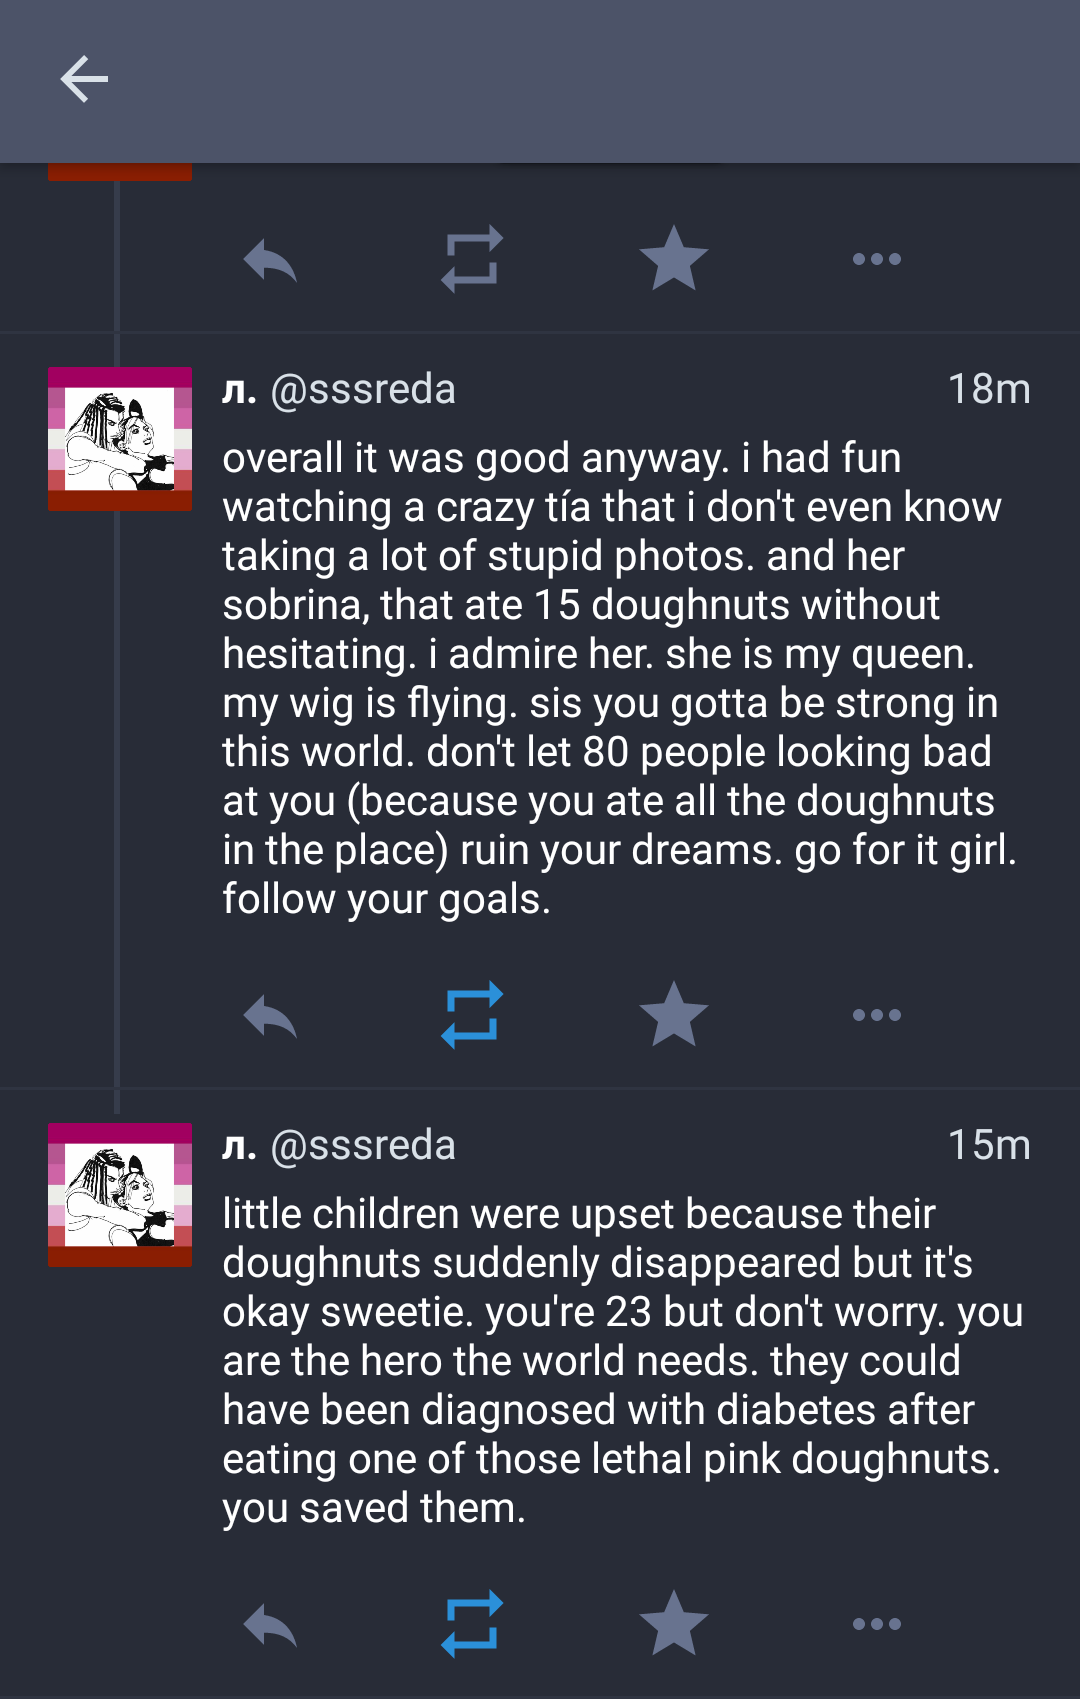 л. @sssreda 18m
overall it was good anyway. i had fun
watching a crazy tía that i don't even know
taking a lot of stupid photos. and her
sobrina, that ate 15 doughnuts without
hesitating. i admire her. she is my queen.
my wig is flying. sis you gotta be strong in
this world. don't let 80 people looking bad
at you (because you ate all the doughnuts
in the place) ruin your dreams. go for it girl.
follow your goals.
л. @sssreda 15m
little children were upset because their
doughnuts suddenly disappeared but it's
okay sweetie. you're 23 but don't worry. you
are the hero the world needs. they could
have been diagnosed with diabetes after
eating one of those lethal pink doughnuts.
you saved them.